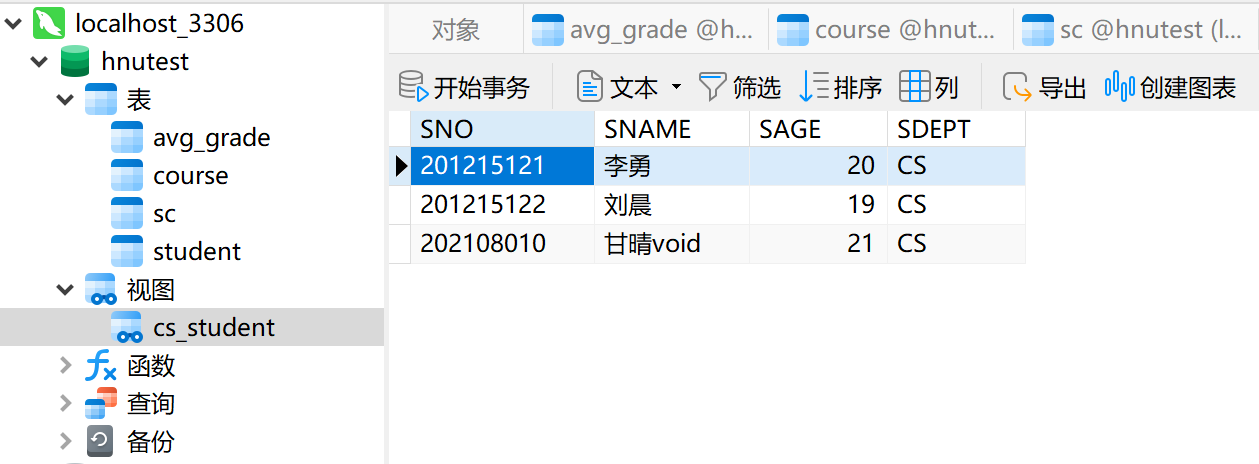 localhost_3306
hnutest
表
avg_grade
course
sc
student
视图
cs_student
函数
查询
备份
对象 avg_grade @h... course @hnut... sc @hnutest (l...
开始事务 文本 筛选 排序 列 导出 创建图表
SNO SNAME SAGE SDEPT
201215121 李勇 20 CS
201215122 刘晨 19 CS
202108010 甘晴void 21 CS